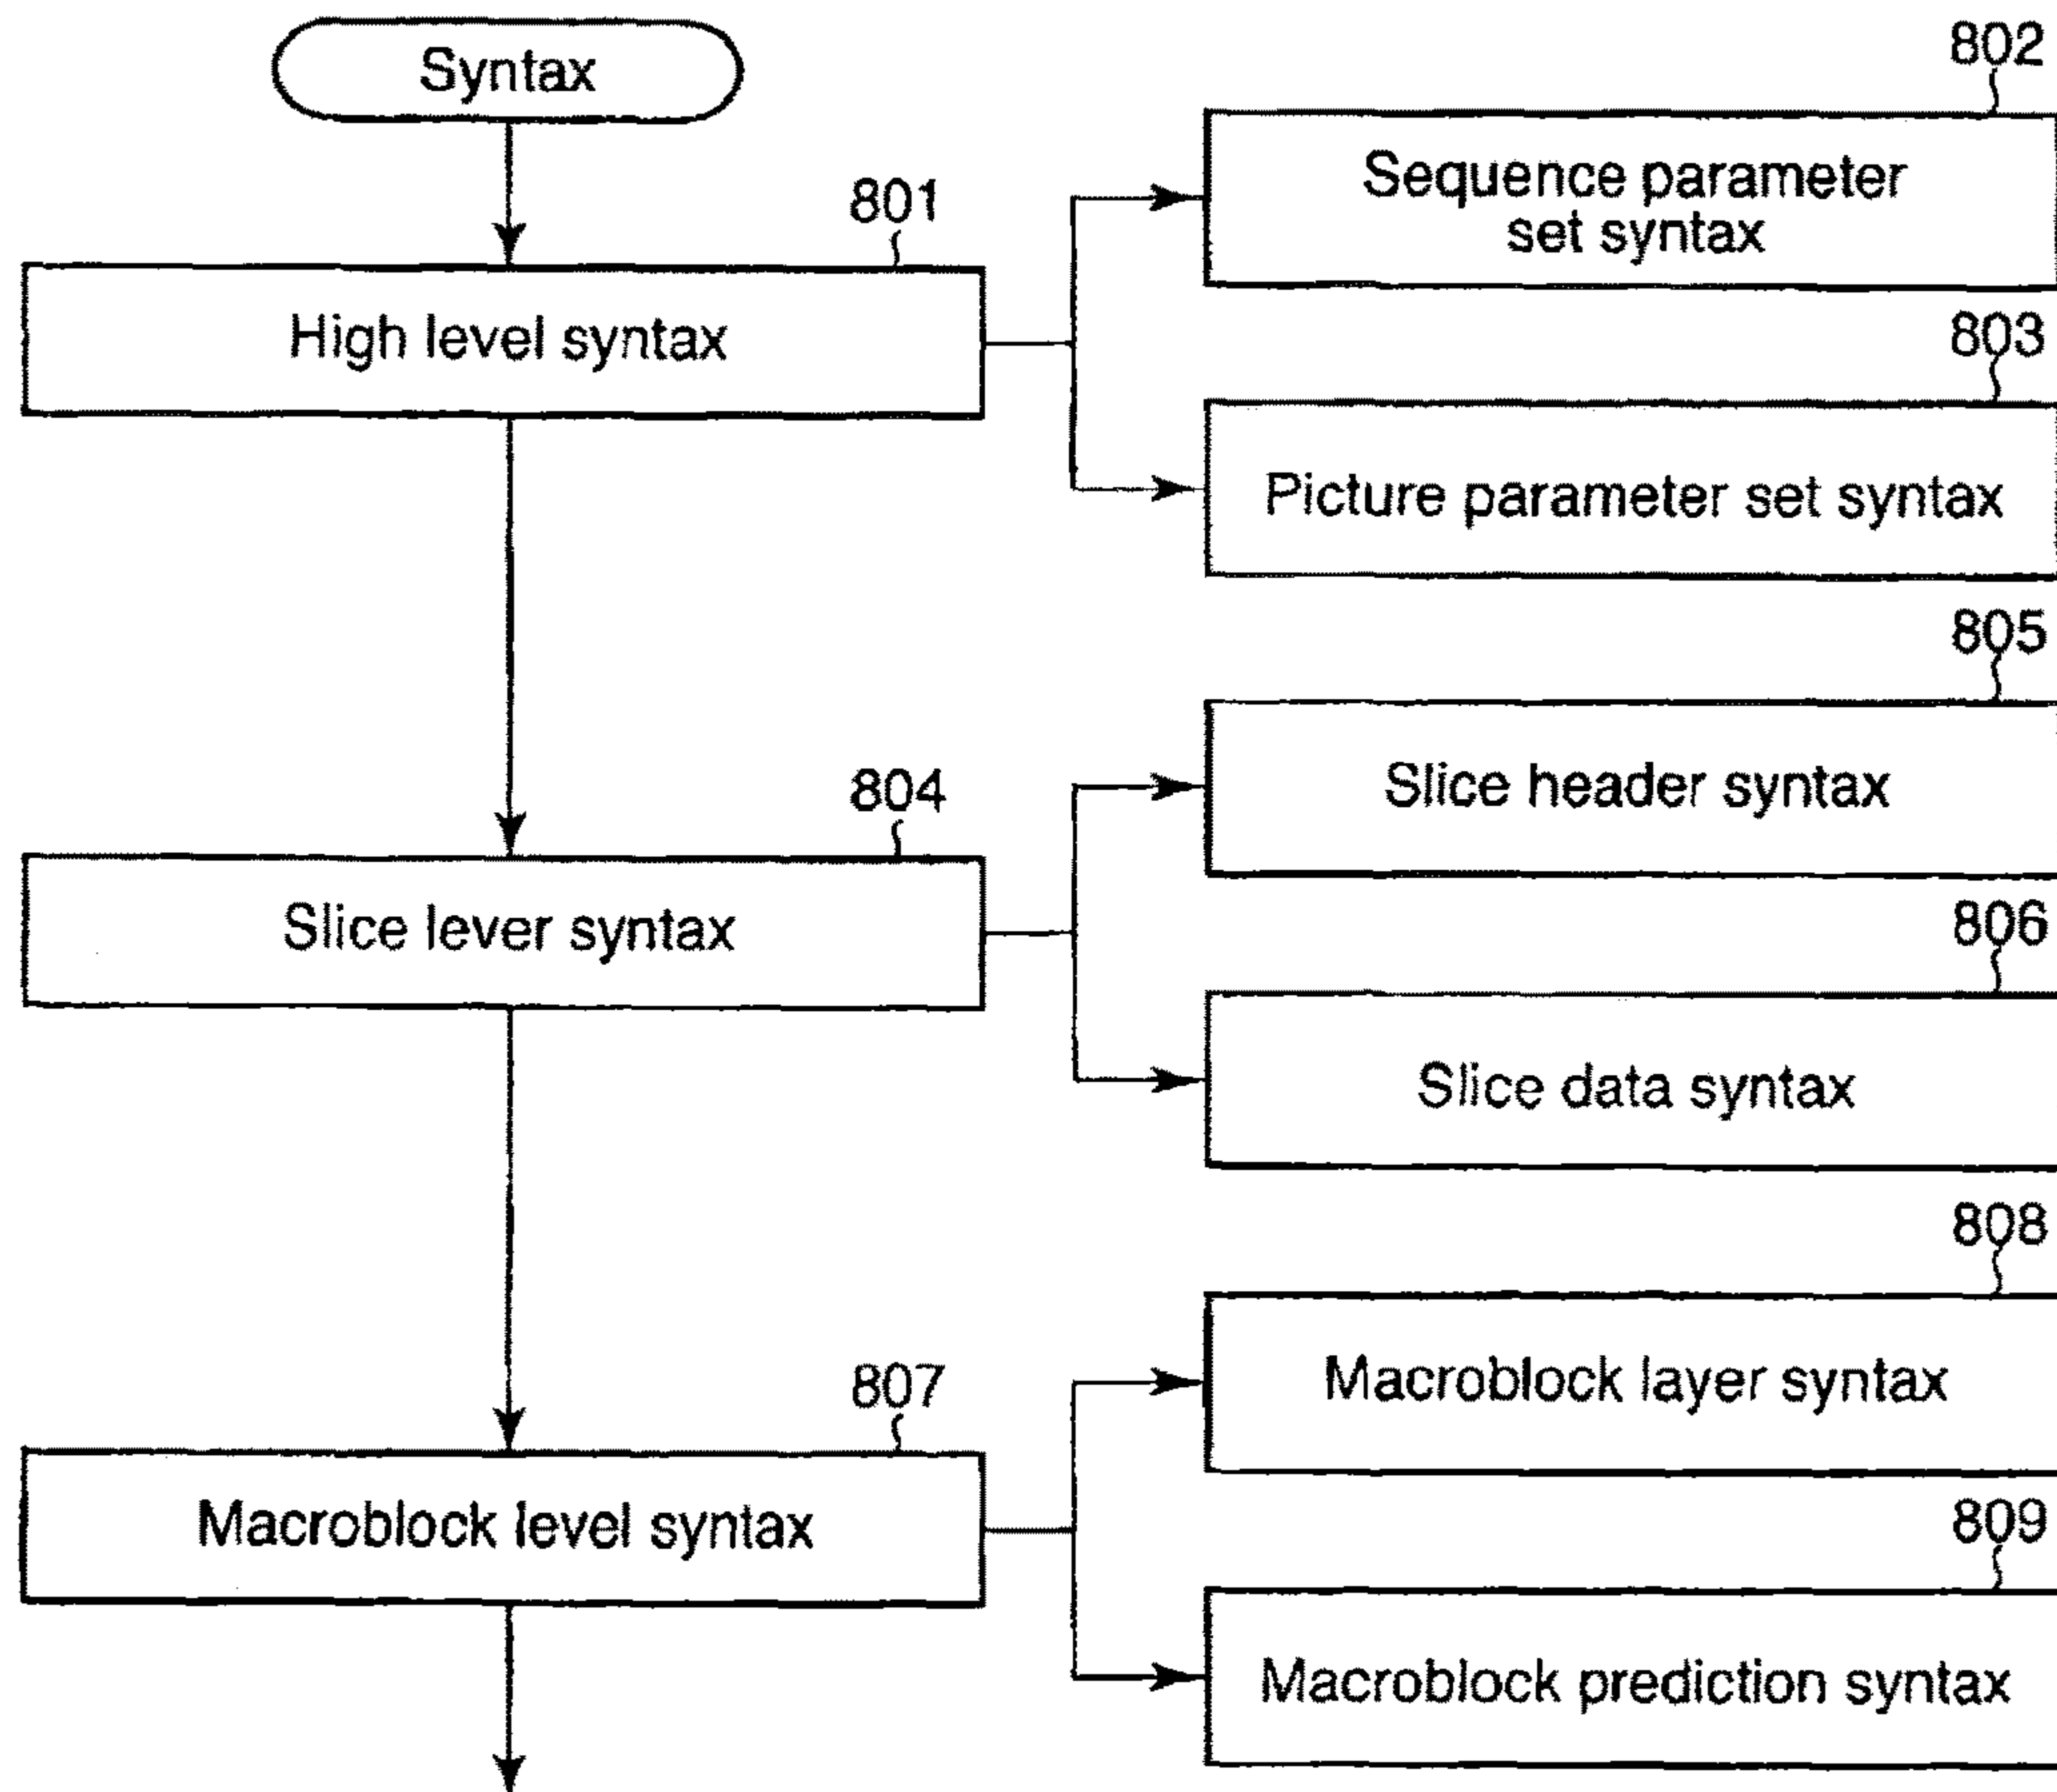 Syntax
802
Sequence parameter
set syntax
801
High level syntax
803
Picture parameter set syntax
805
Slice header syntax
804
Slice lever syntax
806
Slice data syntax
808
Macroblock layer syntax
807
Macroblock level syntax
809
Macroblock prediction syntax